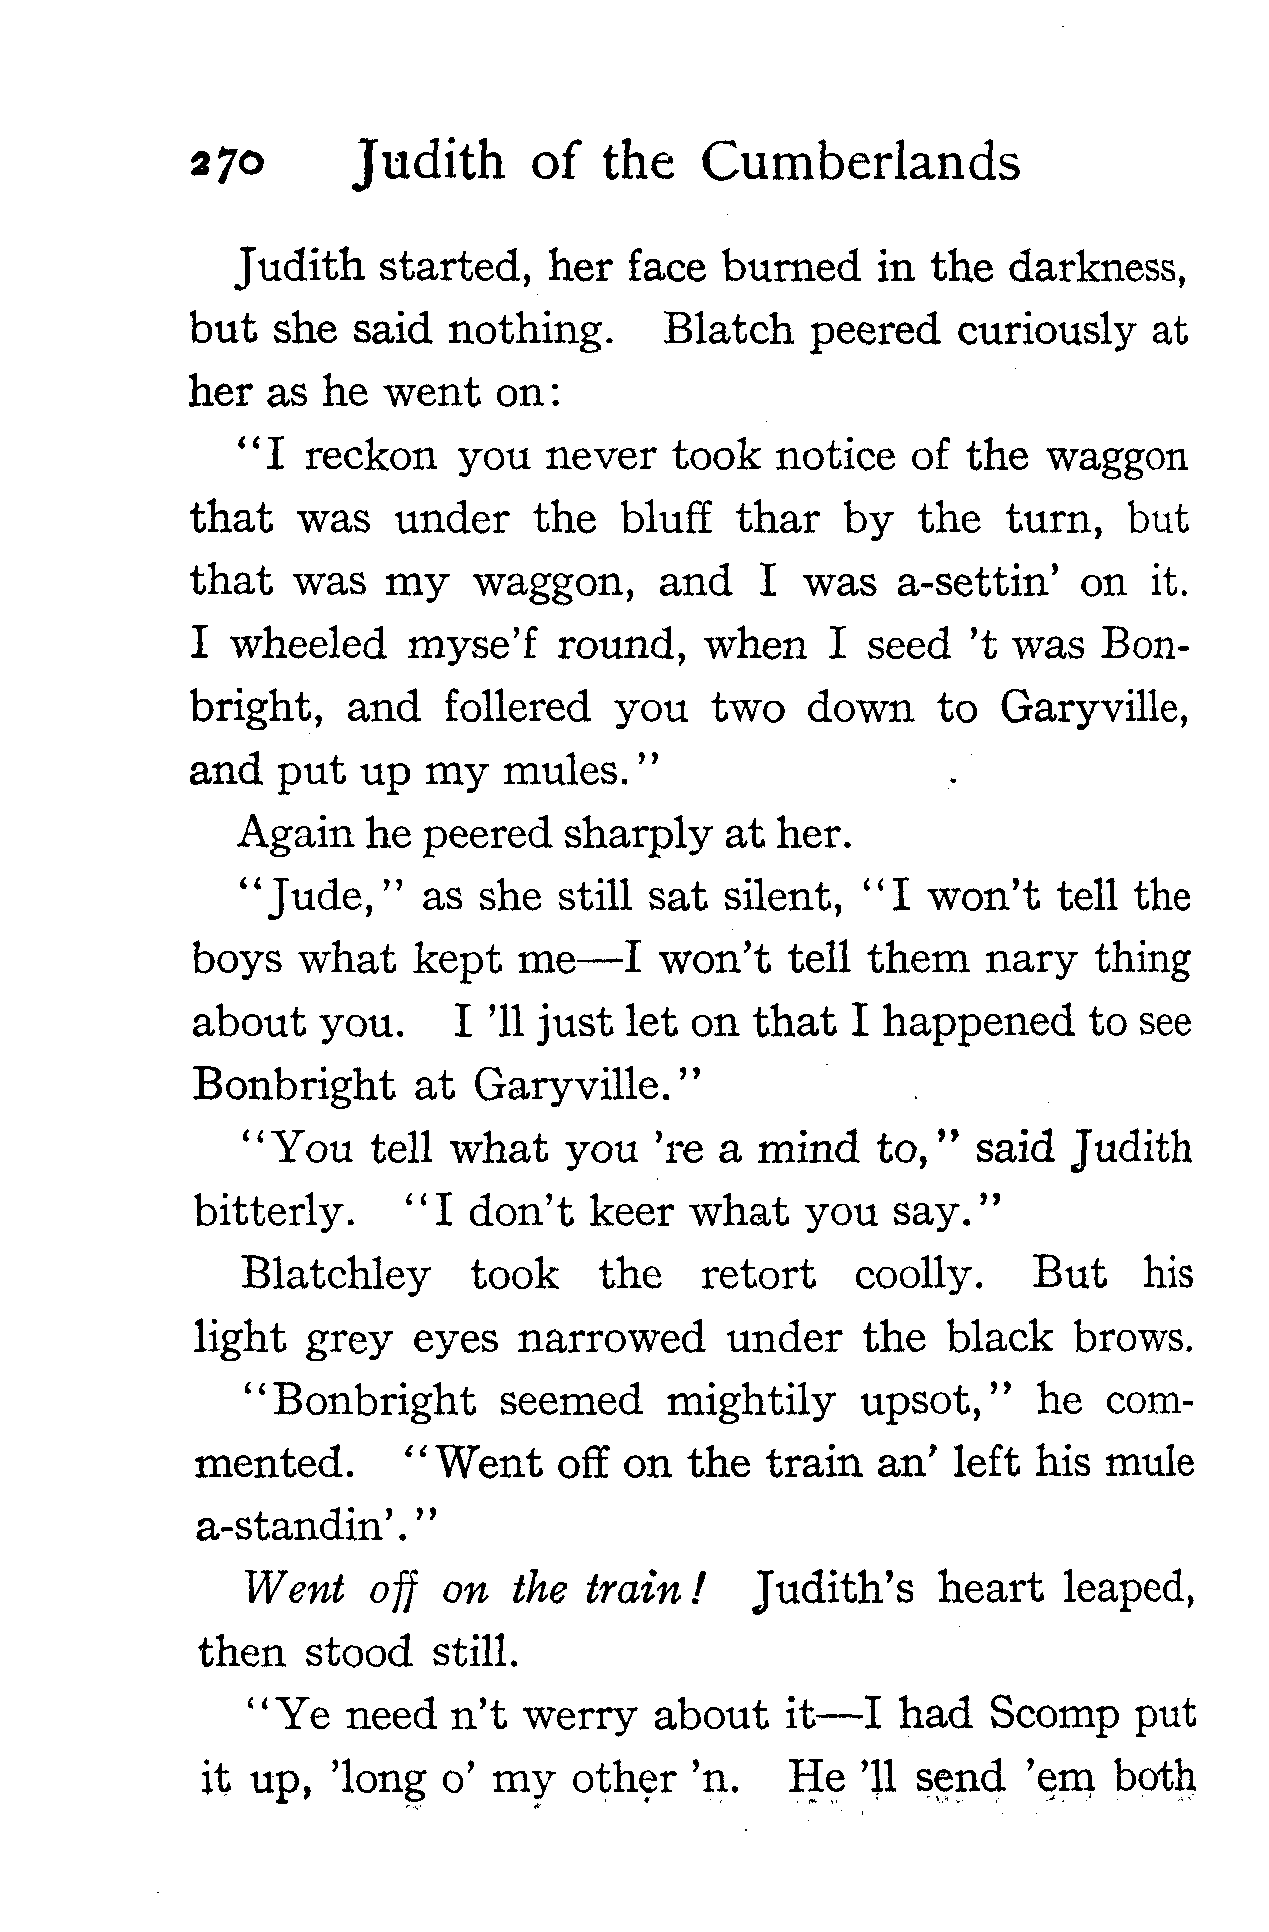 270 Judith of the Cumberlands
Judith started, her face burned in the darkness,
but she said nothing. Blatch peered curiously at
her as he went on:
"I reckon you never took notice of the waggon
that was under the bluff thar by the turn, but
that was my waggon, and I was a-settin' on it.
I wheeled myse'f round, when I seed 't was Bon-
bright, and follered you two down to Garyville,
and put up my mules."
Again he peered sharply at her.
"Jude," as she still sat silent, "I won't tell the
boys what kept me—I won't tell them nary thing
about you. I 'll just let on that I happened to see
Bonbright at Garyville."
"You tell what you 're a mind to," said Judith
bitterly. "I don't keer what you say."
Blatchley took the retort coolly. But his
light grey eyes narrowed under the black brows.
"Bonbright seemed mightily upsot," he com-
mented. "Went off on the train an' left his mule
a-standin'."
Went off on the train! Judith's heart leaped,
then stood still.
"Ye need n't werry about it—I had Scomp put
it up, 'long o' my other 'n. He 'll send 'em both